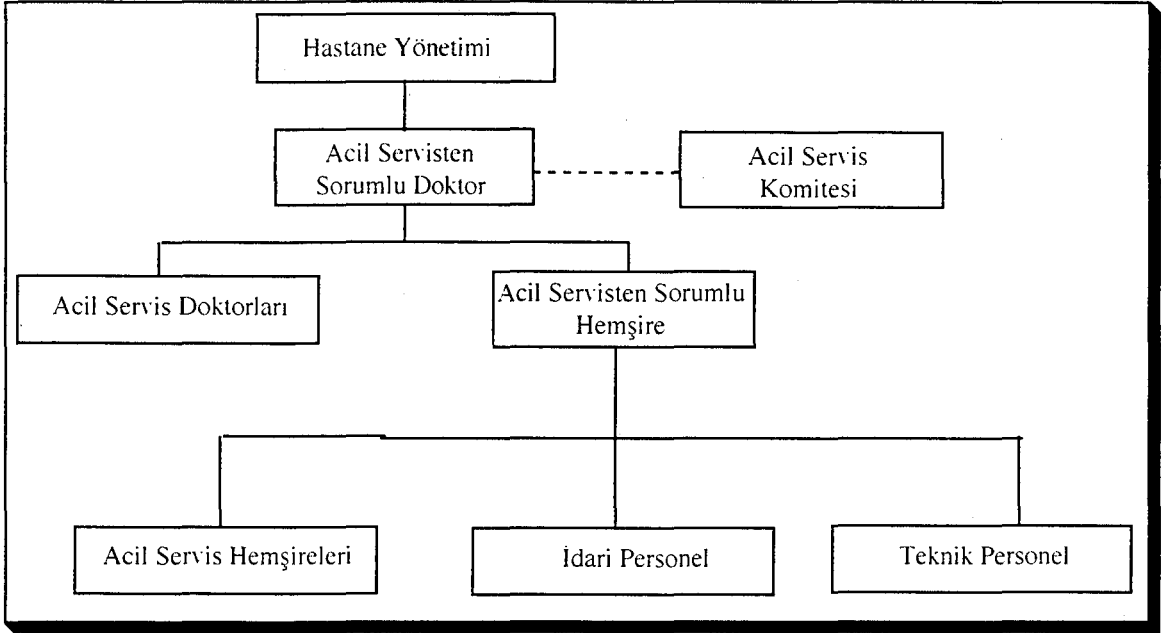 Hastane Yönetimi
Acil Servisten
Sorumlu Doktor
Acil Servis
Komitesi
Acil Servis Doktorları
Acil Servisten Sorumlu
Hemşire
Acil Servis Hemşireleri
İdari Personel
Teknik Personel